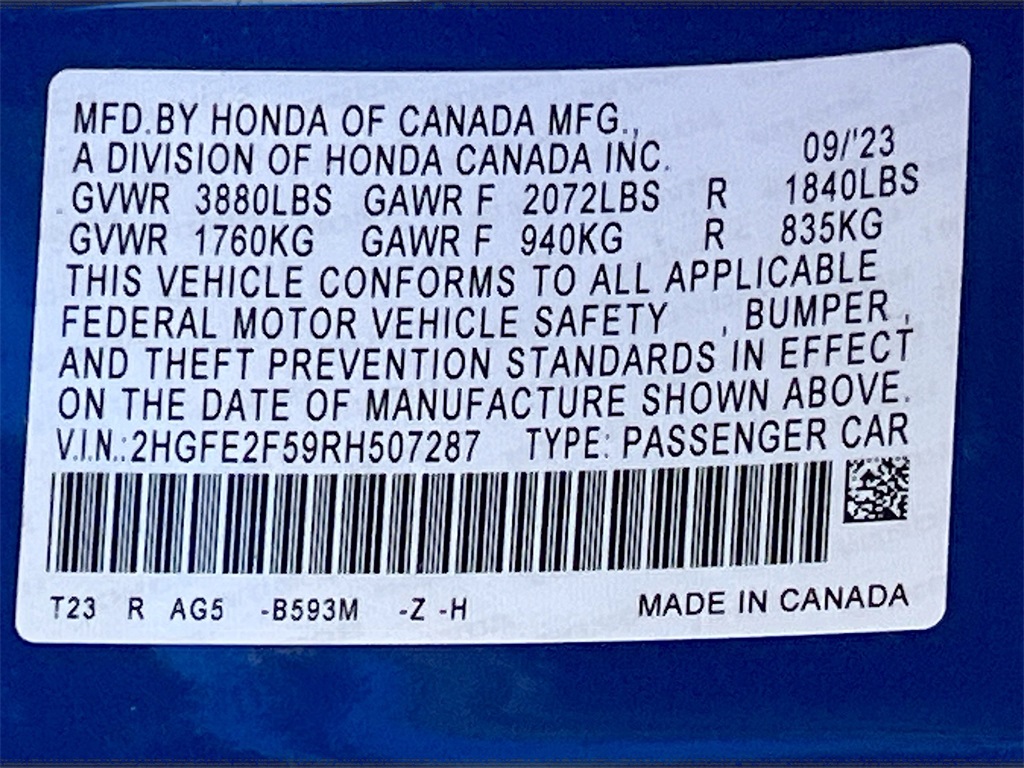 MFD.BY HONDA OF CANADA MFG.,
A DIVISION OF HONDA CANADA INC. 09/'23
GVWR 3880LBS GAWR F 2072LBS R 1840LBS
GVWR 1760KG GAWR F 940KG R 835KG
THIS VEHICLE CONFORMS TO ALL APPLICABLE
FEDERAL MOTOR VEHICLE SAFETY , BUMPER,
AND THEFT PREVENTION STANDARDS IN EFFECT
ON THE DATE OF MANUFACTURE SHOWN ABOVE.
V.I.N.:2HGFE2F59RH507287 TYPE: PASSENGER CAR
T23 R AG5 -B593M -Z -H MADE IN CANADA